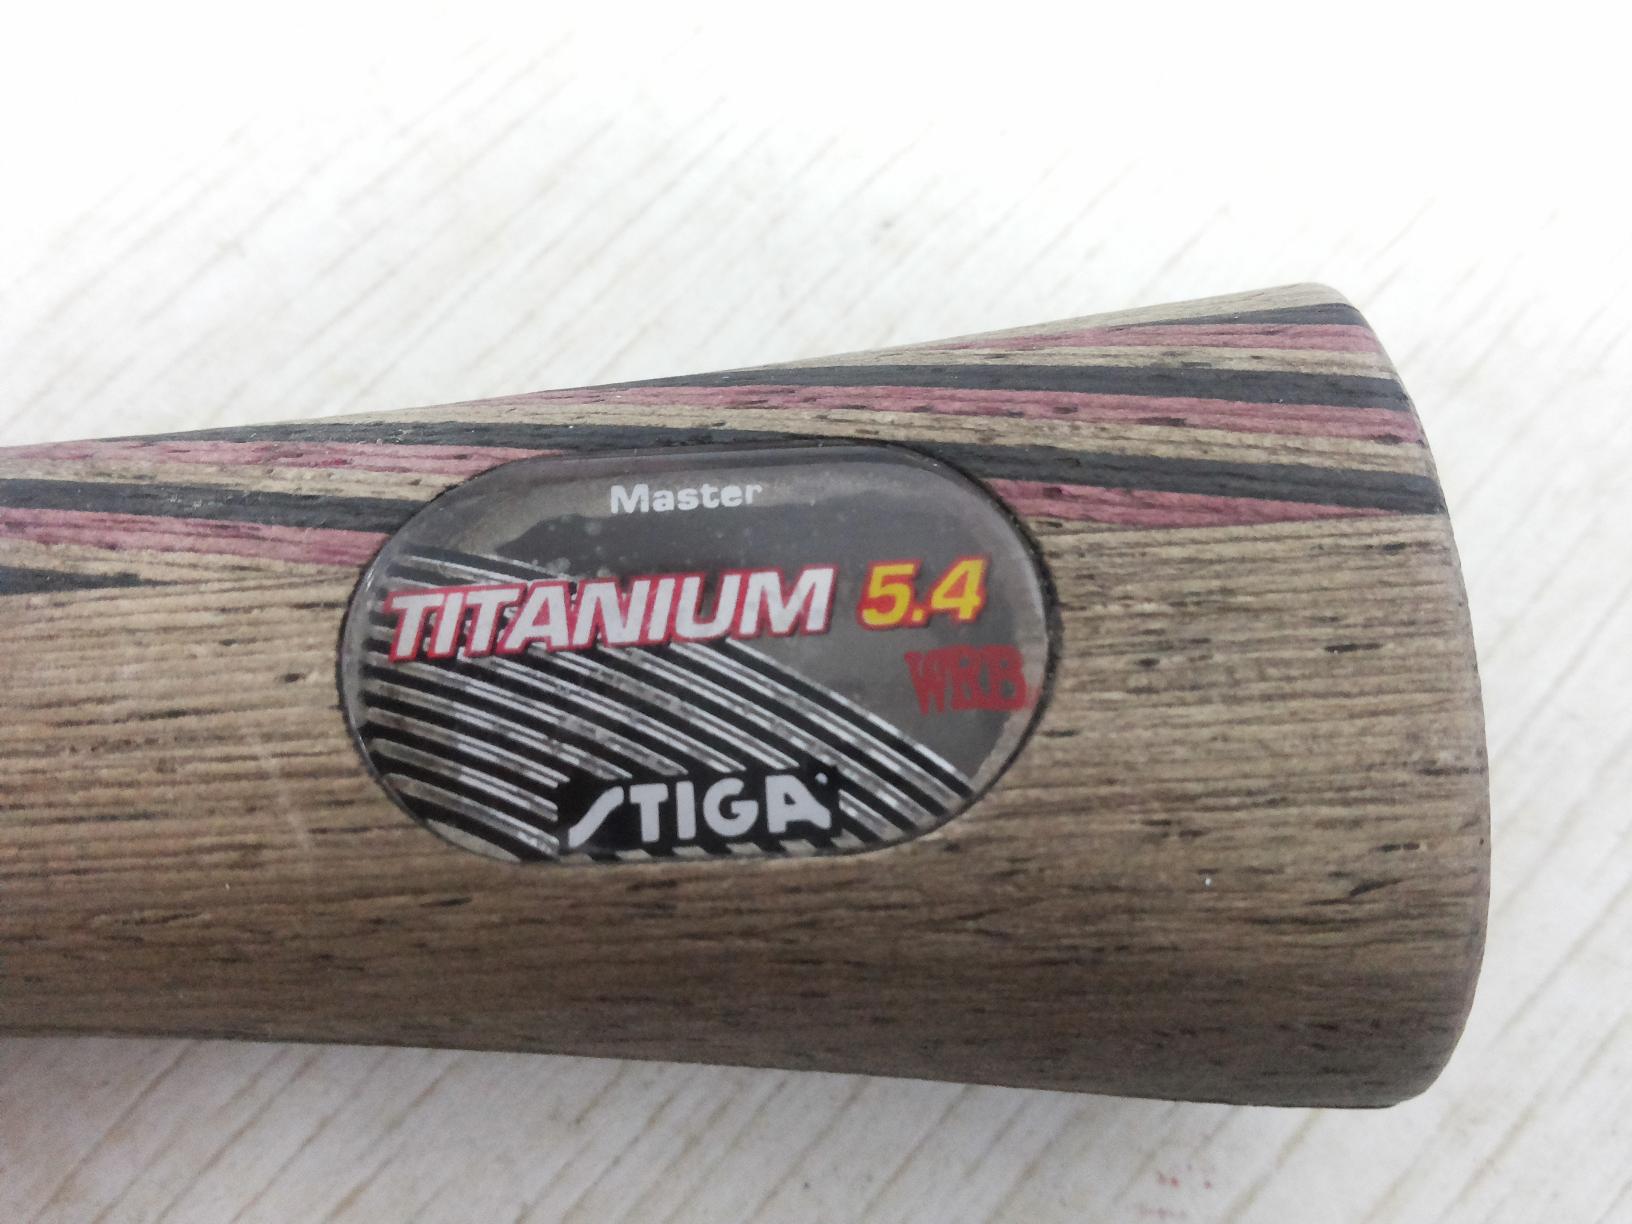 Master
TITANIUM 5.4
WRB
STIGA